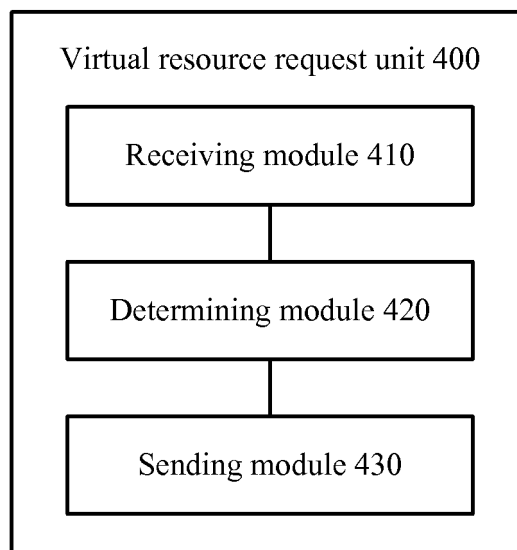 Virtual resource request unit 400
Receiving module 410
Determining module 420
Sending module 430